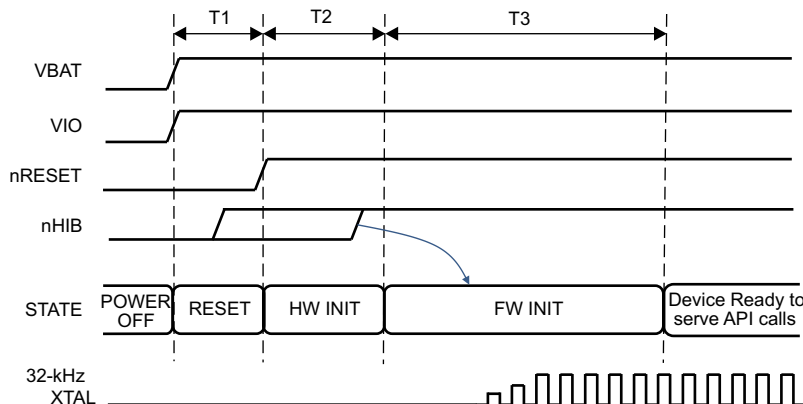 T1 T2 T3
VBAT
VIO
nRESET
nHIB
STATE
POWER
OFF
RESET
HW INIT
FW INIT
Device Ready to
serve API calls
32-kHz
XTAL